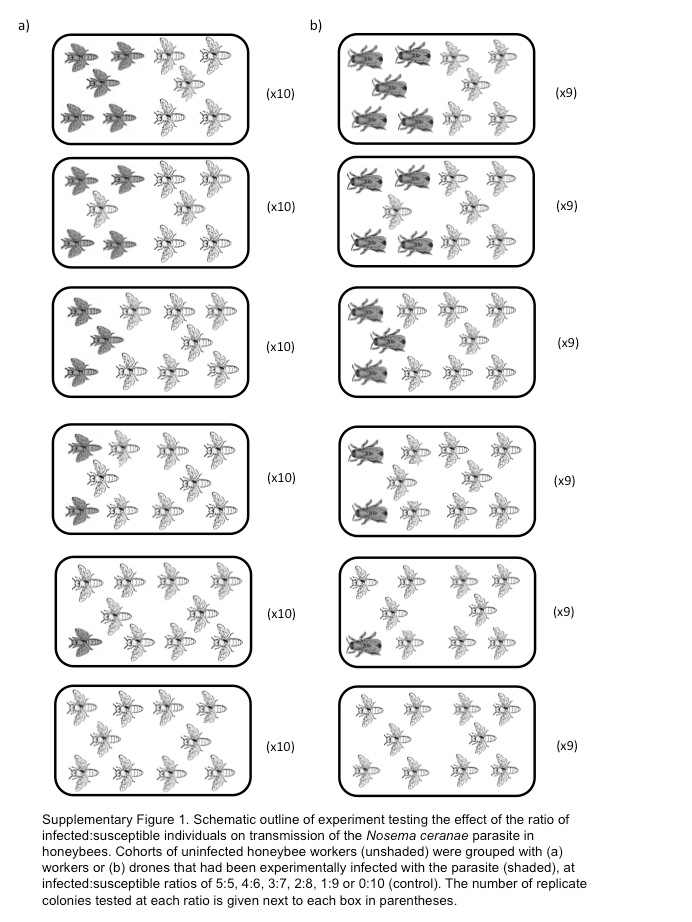 a)
b)
(x10)
(x9)
(x10)
(x9)
(x10)
(x9)
(x10)
(x9)
(x10)
(x9)
(x10)
(x9)
Supplementary Figure 1. Schematic outline of experiment testing the effect of the ratio of
infected:susceptible individuals on transmission of the Nosema ceranae parasite in
honeybees. Cohorts of uninfected honeybee workers (unshaded) were grouped with (a)
workers or (b) drones that had been experimentally infected with the parasite (shaded), at
infected:susceptible ratios of 5:5, 4:6, 3:7, 2:8, 1:9 or 0:10 (control). The number of replicate
colonies tested at each ratio is given next to each box in parentheses.